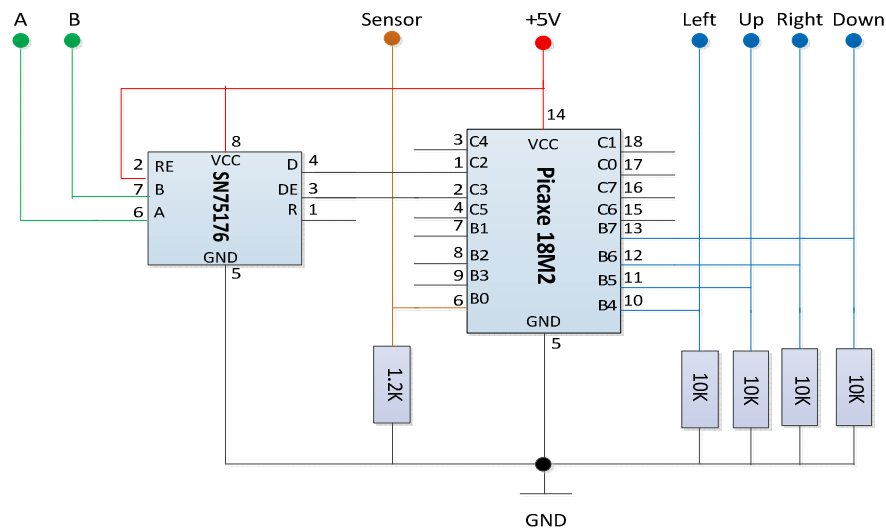 A B Sensor +5V Left Up Right Down
14
8
VCC
2 RE
7 B
6 A
SN75176
D 4
DE 3
R 1
GND
5
VCC
3 C4
1 C2
2 C3
4 C5
7 B1
8 B2
9 B3
6 B0
Picaxe 18M2
C1 18
C0 17
C7 16
C6 15
B7 13
B6 12
B5 11
B4 10
GND
5
1.2K
10K 10K 10K 10K
GND